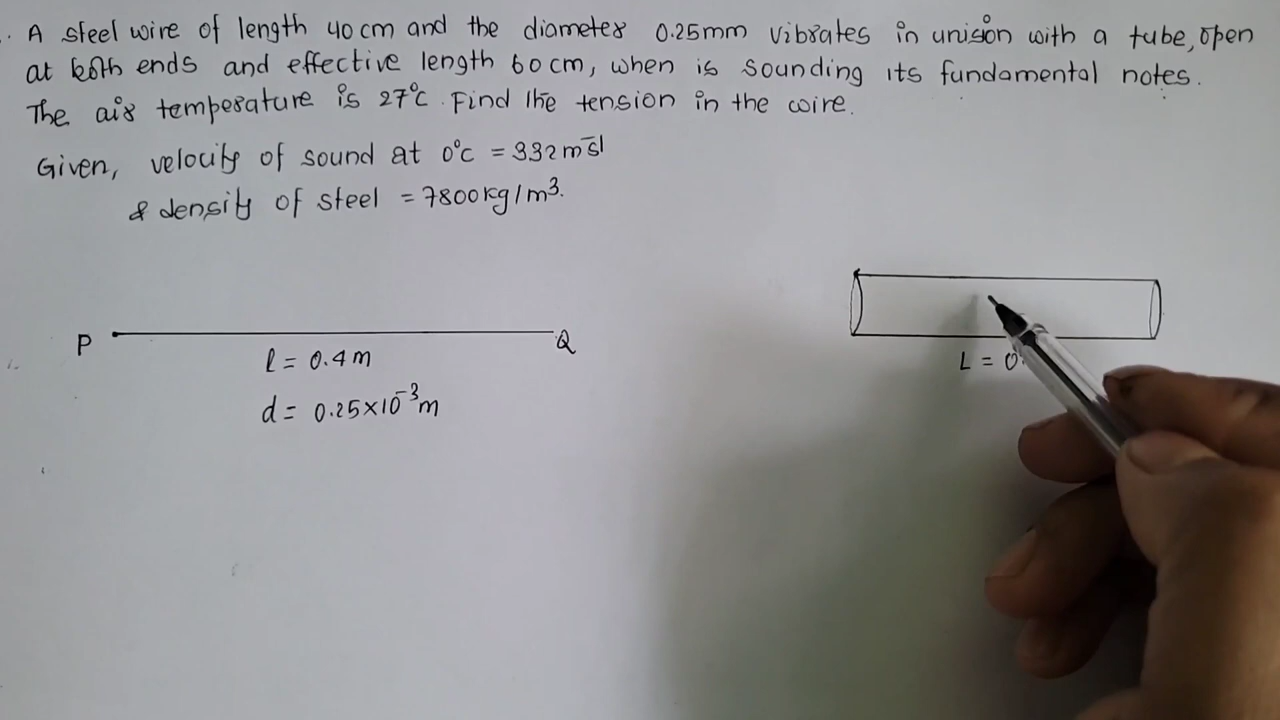 . A steel wire of length 40 cm and the diameter 0.25mm vibrates in unison with a tube, open
at both ends and effective length 60 cm, when is sounding its fundamental notes.
The air temperature is 27°C. Find the tension in the wire.
Given, velocity of sound at 0°C = 332 ms⁻¹
& density of steel = 7800 kg/m³.
P
Q
l = 0.4 m
d = 0.25×10⁻³ m
L = 0.